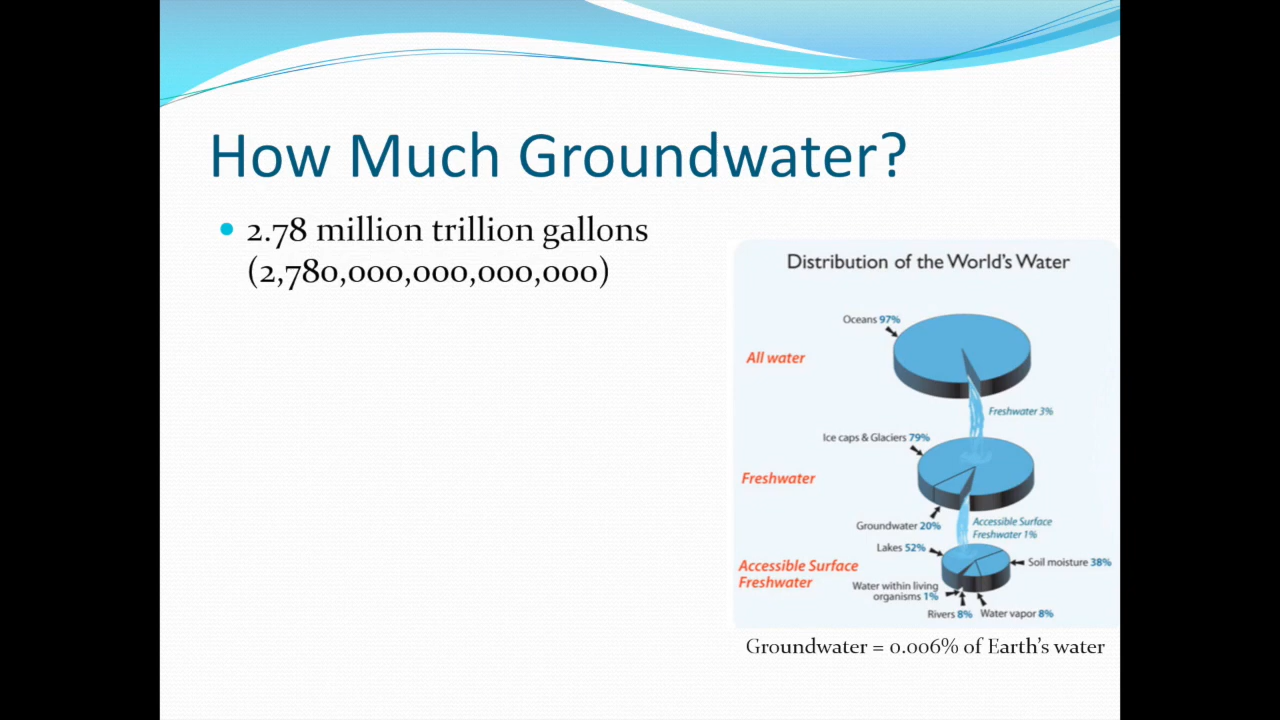 How Much Groundwater?
• 2.78 million trillion gallons
(2,780,000,000,000,000)
Distribution of the World's Water
Oceans 97%
All water
Freshwater 3%
Ice caps & Glaciers 79%
Freshwater
Groundwater 20%
Accessible Surface
Freshwater 1%
Lakes 52%
Soil moisture 38%
Accessible Surface
Freshwater
Water within living
organisms 1%
Rivers 8%
Water vapor 8%
Groundwater = 0.006% of Earth's water